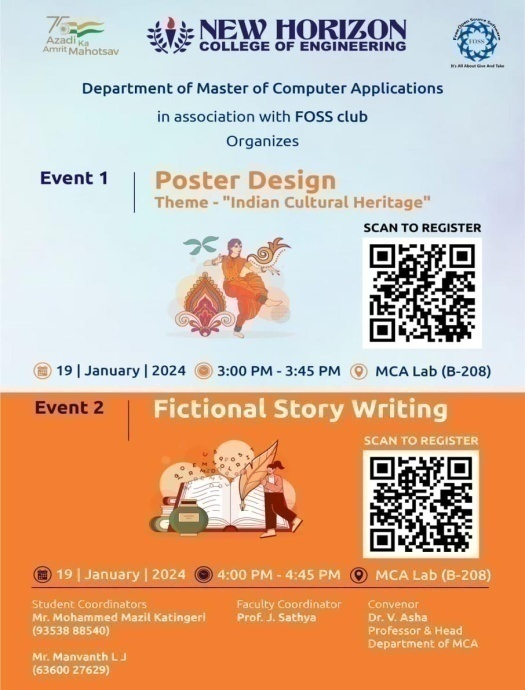 75
Azadi Ka
Amrit Mahotsav
NEW HORIZON
COLLEGE OF ENGINEERING
FOSS
It's All About Give And Take
Department of Master of Computer Applications
in association with FOSS club
Organizes
Event 1
Poster Design
Theme - "Indian Cultural Heritage"
SCAN TO REGISTER
19 | January | 2024 3:00 PM - 3:45 PM MCA Lab (B-208)
Event 2
Fictional Story Writing
SCAN TO REGISTER
19 | January | 2024 4:00 PM - 4:45 PM MCA Lab (B-208)
Student Coordinators
Mr. Mohammed Mazil Katingeri
(93538 88540)
Mr. Manvanth L J
(63600 27629)
Faculty Coordinator
Prof. J. Sathya
Convenor
Dr. V. Asha
Professor & Head
Department of MCA